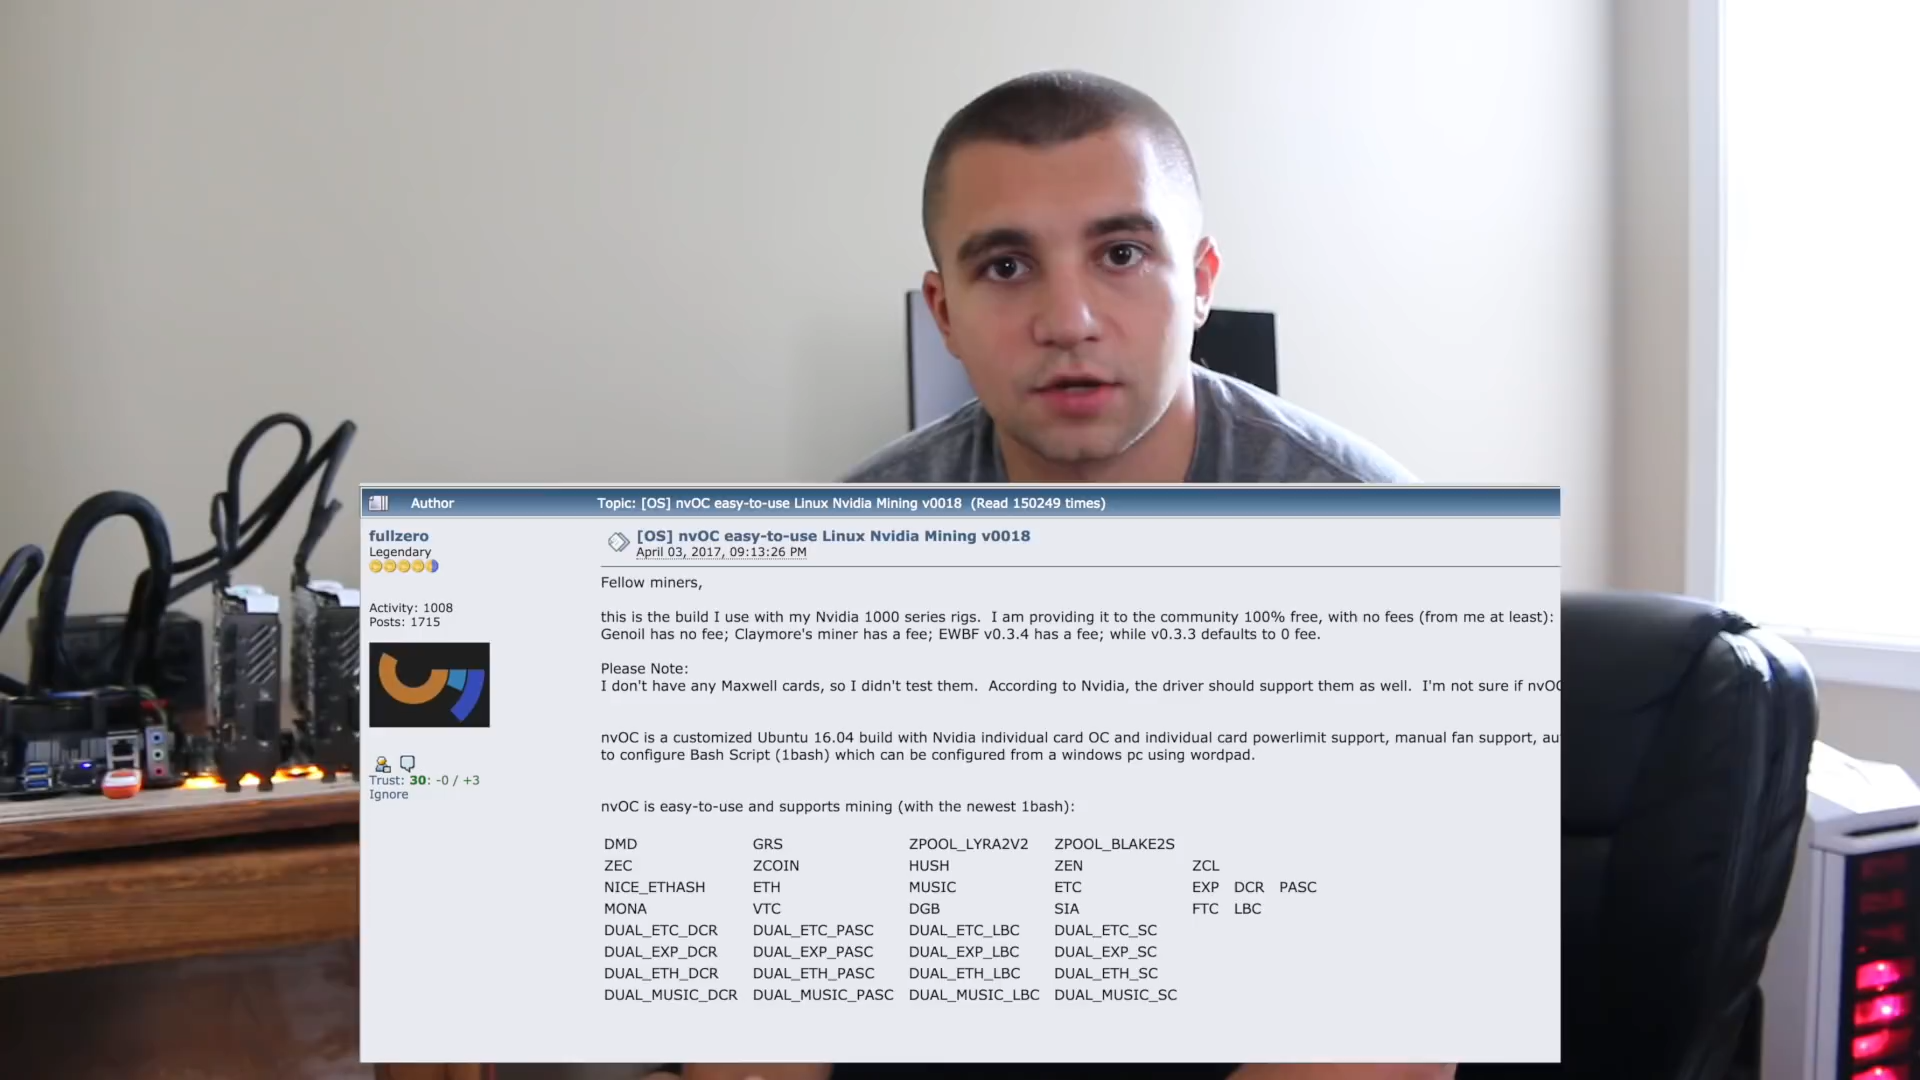 Author Topic: [OS] nvOC easy-to-use Linux Nvidia Mining v0018 (Read 150249 times)
fullzero
Legendary
Activity: 1008
Posts: 1715
Trust: 30: -0 / +3
Ignore
[OS] nvOC easy-to-use Linux Nvidia Mining v0018
April 03, 2017, 09:13:26 PM
Fellow miners,
this is the build I use with my Nvidia 1000 series rigs. I am providing it to the community 100% free, with no fees (from me at least):
Genoil has no fee; Claymore's miner has a fee; EWBF v0.3.4 has a fee; while v0.3.3 defaults to 0 fee.
Please Note:
I don't have any Maxwell cards, so I didn't test them. According to Nvidia, the driver should support them as well. I'm not sure if
nvOC is a customized Ubuntu 16.04 build with Nvidia individual card OC and individual card powerlimit support, manual fan support,
to configure Bash Script (1bash) which can be configured from a windows pc using wordpad.
nvOC is easy-to-use and supports mining (with the newest 1bash):
DMD GRS ZPOOL_LYRA2V2 ZPOOL_BLAKE2S
ZEC ZCOIN HUSH ZEN ZCL
NICE_ETHASH ETH MUSIC ETC EXP DCR PASC
MONA VTC DGB SIA FTC LBC
DUAL_ETC_DCR DUAL_ETC_PASC DUAL_ETC_LBC DUAL_ETC_SC
DUAL_EXP_DCR DUAL_EXP_PASC DUAL_EXP_LBC DUAL_EXP_SC
DUAL_ETH_DCR DUAL_ETH_PASC DUAL_ETH_LBC DUAL_ETH_SC
DUAL_MUSIC_DCR DUAL_MUSIC_PASC DUAL_MUSIC_LBC DUAL_MUSIC_SC